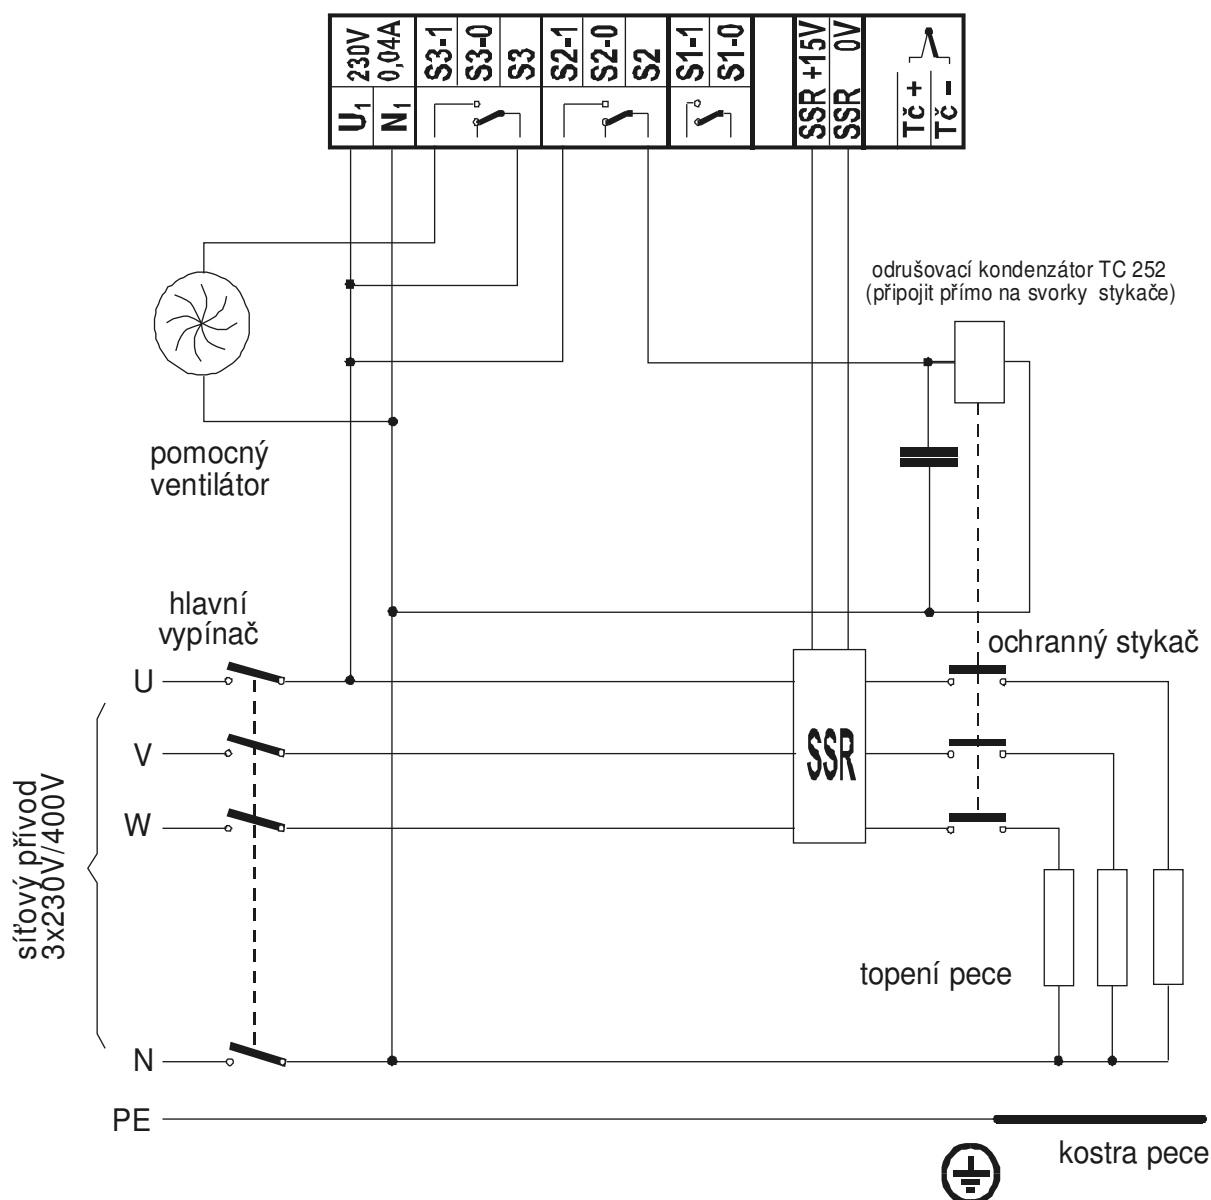 U1
230V
N1
0,04A
S3-1
S3-0
S3
S2-1
S2-0
S2
S1-1
S1-0
SSR +15V
SSR 0V
Tč +
Tč -
odrušovací kondenzátor TC 252
(připojit přímo na svorky stykače)
pomocný
ventilátor
hlavní
vypínač
ochranný stykač
U
V
W
SSR
síťový přívod
3x230V/400V
topení pece
N
PE
kostra pece